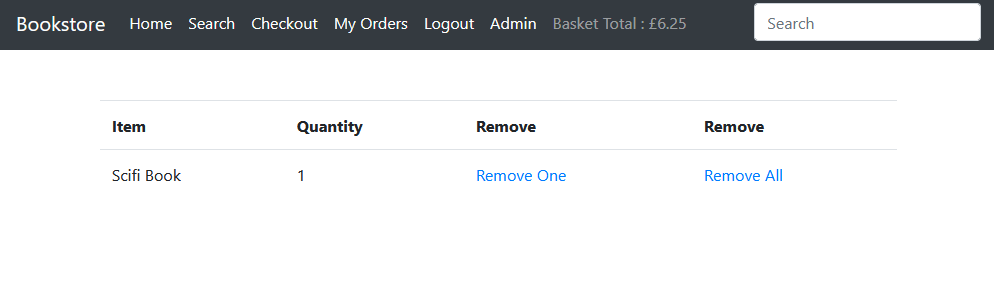 Bookstore Home Search Checkout My Orders Logout Admin Basket Total : £6.25 Search
Item Quantity Remove Remove
Scifi Book 1 Remove One Remove All